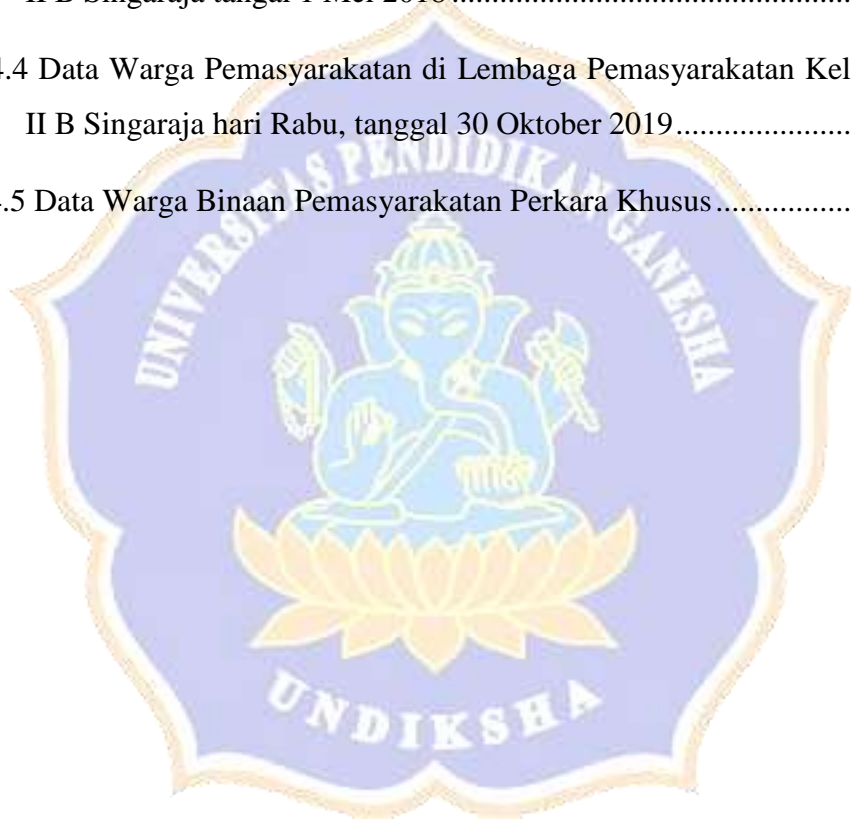 II B Singaraja tangal 1 Mei 2018................................................
4.4 Data Warga Pemasyarakatan di Lembaga Pemasyarakatan Kel
II B Singaraja hari Rabu, tanggal 30 Oktober 2019.....................
4.5 Data Warga Binaan Pemasyarakatan Perkara Khusus................
UNIVERSITAS PENDIDIKAN GANESHA
UNDIKSHA